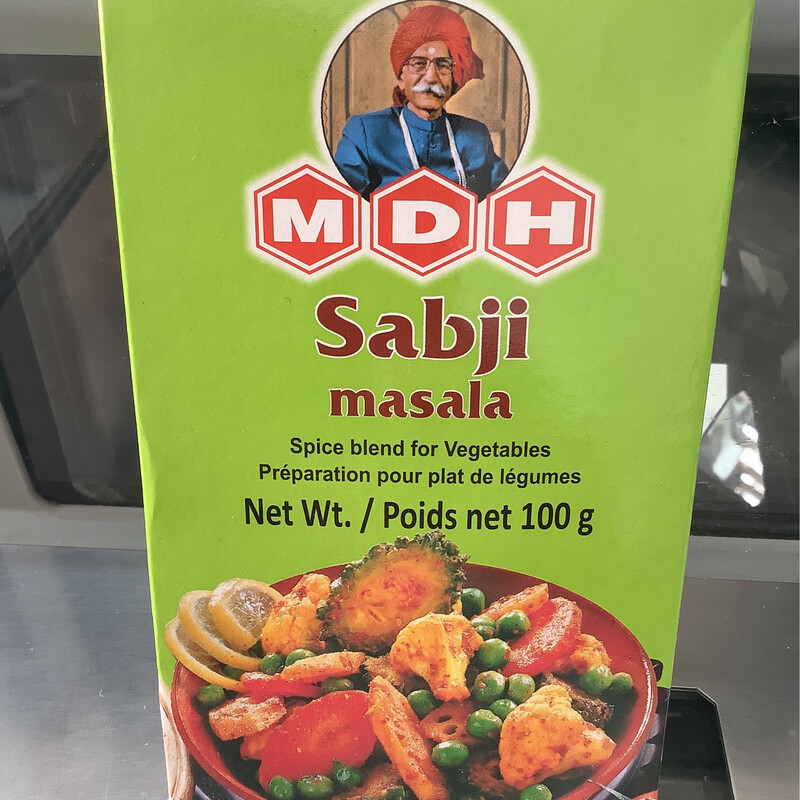 MDH
Sabji
masala
Spice blend for Vegetables
Préparation pour plat de légumes
Net Wt. / Poids net 100 g